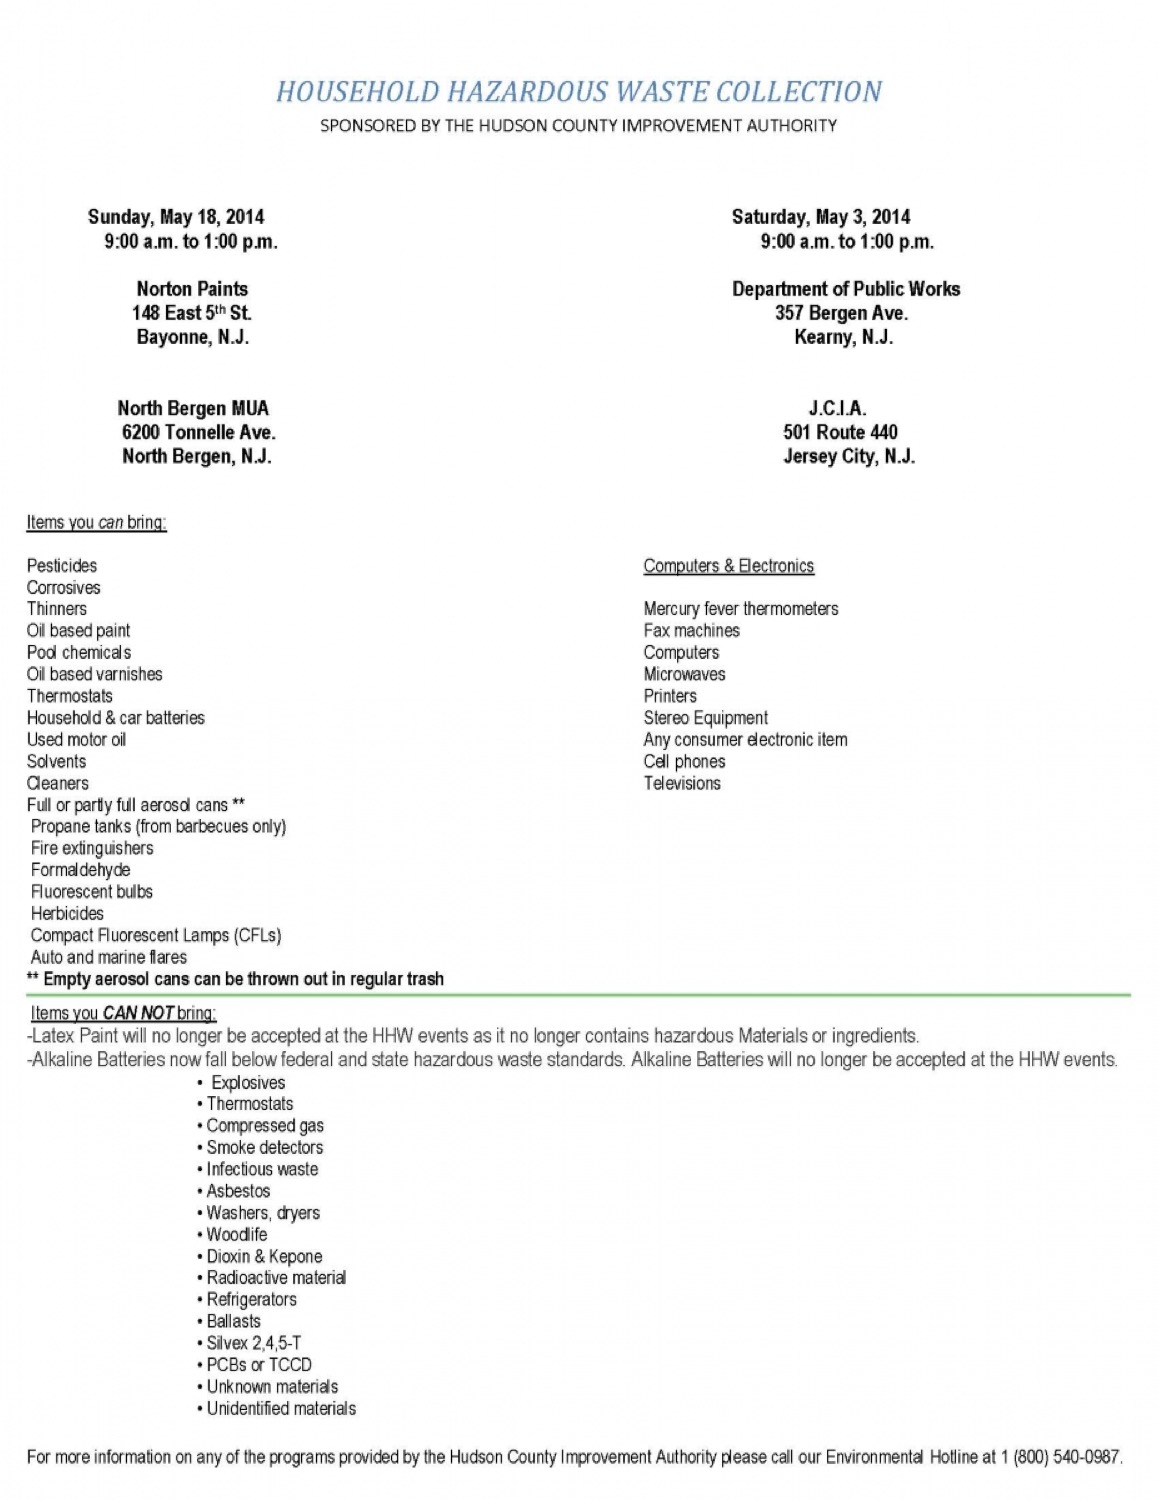 HOUSEHOLD HAZARDOUS WASTE COLLECTION
SPONSORED BY THE HUDSON COUNTY IMPROVEMENT AUTHORITY
Sunday, May 18, 2014
9:00 a.m. to 1:00 p.m.
Norton Paints
148 East 5th St.
Bayonne, N.J.
North Bergen MUA
6200 Tonnelle Ave.
North Bergen, N.J.
Saturday, May 3, 2014
9:00 a.m. to 1:00 p.m.
Department of Public Works
357 Bergen Ave.
Kearny, N.J.
J.C.I.A.
501 Route 440
Jersey City, N.J.
Items you can bring:
Pesticides
Corrosives
Thinners
Oil based paint
Pool chemicals
Oil based varnishes
Thermostats
Household & car batteries
Used motor oil
Solvents
Cleaners
Full or partly full aerosol cans **
Propane tanks (from barbecues only)
Fire extinguishers
Formaldehyde
Fluorescent bulbs
Herbicides
Compact Fluorescent Lamps (CFLs)
Auto and marine flares
** Empty aerosol cans can be thrown out in regular trash
Computers & Electronics
Mercury fever thermometers
Fax machines
Computers
Microwaves
Printers
Stereo Equipment
Any consumer electronic item
Cell phones
Televisions
Items you CAN NOT bring:
-Latex Paint will no longer be accepted at the HHW events as it no longer contains hazardous Materials or ingredients.
-Alkaline Batteries now fall below federal and state hazardous waste standards. Alkaline Batteries will no longer be accepted at the HHW events.
• Explosives
• Thermostats
• Compressed gas
• Smoke detectors
• Infectious waste
• Asbestos
• Washers, dryers
• Woodlife
• Dioxin & Kepone
• Radioactive material
• Refrigerators
• Ballasts
• Silvex 2,4,5-T
• PCBs or TCCD
• Unknown materials
• Unidentified materials
For more information on any of the programs provided by the Hudson County Improvement Authority please call our Environmental Hotline at 1 (800) 540-0987.